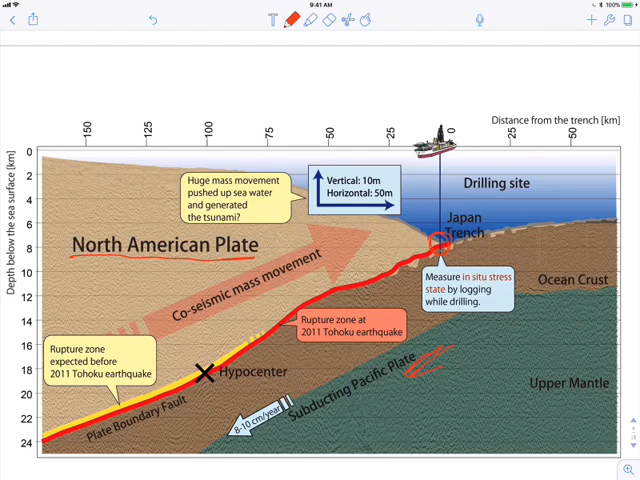 9:41 AM
100%
T
Distance from the trench [km]
150
125
100
75
50
25
0
25
50
Depth below the sea surface [km]
0
2
4
6
8
10
12
14
16
18
20
22
24
Huge mass movement
pushed up sea water
and generated
the tsunami?
Vertical: 10m
Horizontal: 50m
Drilling site
Japan
Trench
North American Plate
Co-seismic mass movement
Measure in situ stress
state by logging
while drilling.
Ocean Crust
Rupture zone at
2011 Tohoku earthquake
Rupture zone
expected before
2011 Tohoku earthquake
Hypocenter
Upper Mantle
Subducting Pacific Plate
8-10 cm/year
Plate Boundary Fault